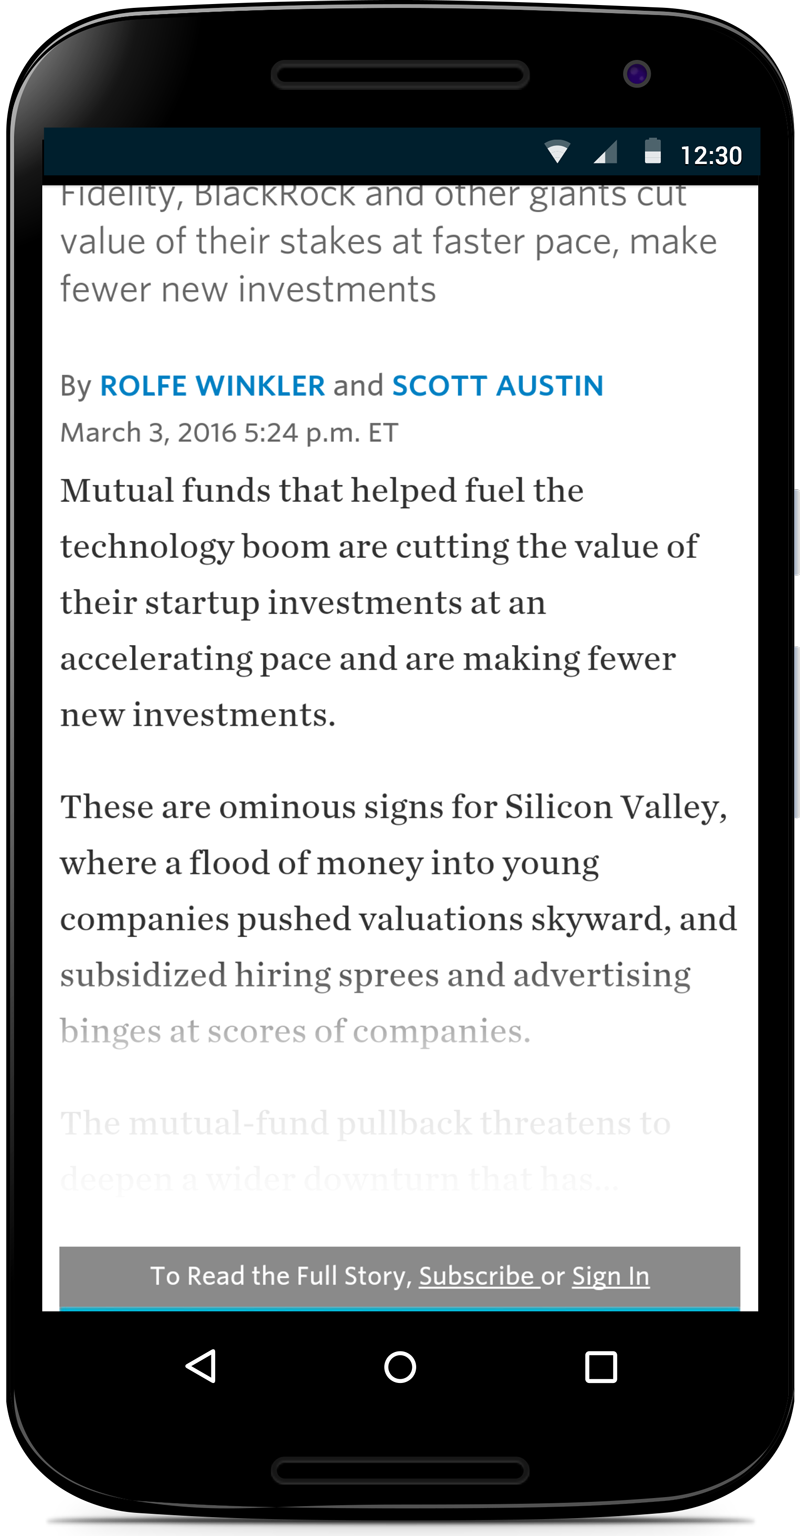 12:30
Fidelity, BlackRock and other giants cut
value of their stakes at faster pace, make
fewer new investments
By ROLFE WINKLER and SCOTT AUSTIN
March 3, 2016 5:24 p.m. ET
Mutual funds that helped fuel the
technology boom are cutting the value of
their startup investments at an
accelerating pace and are making fewer
new investments.
These are ominous signs for Silicon Valley,
where a flood of money into young
companies pushed valuations skyward, and
subsidized hiring sprees and advertising
binges at scores of companies.
The mutual-fund pullback threatens to
deepen a wider downturn that has...
To Read the Full Story, Subscribe or Sign In